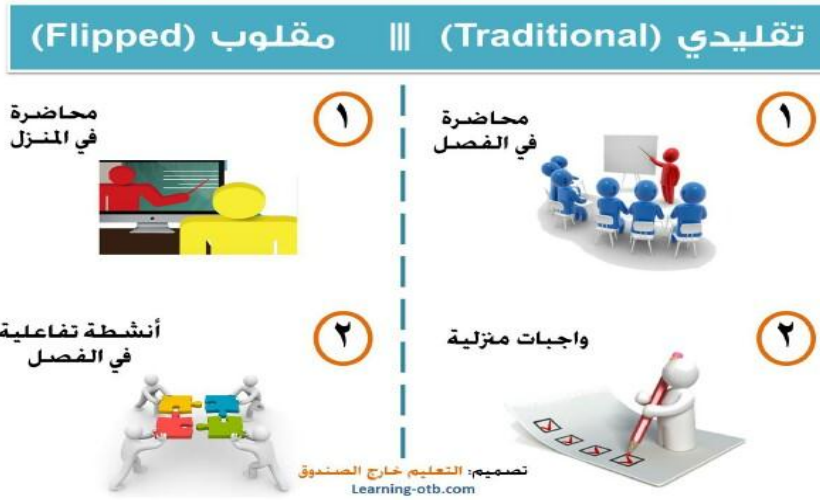 تقليدي (Traditional) ||| مقلوب (Flipped)
١
محاضرة
في الفصل
٢
واجبات منزلية
١
محاضرة
في المنزل
٢
أنشطة تفاعلية
في الفصل
تصميم: التعليم خارج الصندوق
Learning-otb.com